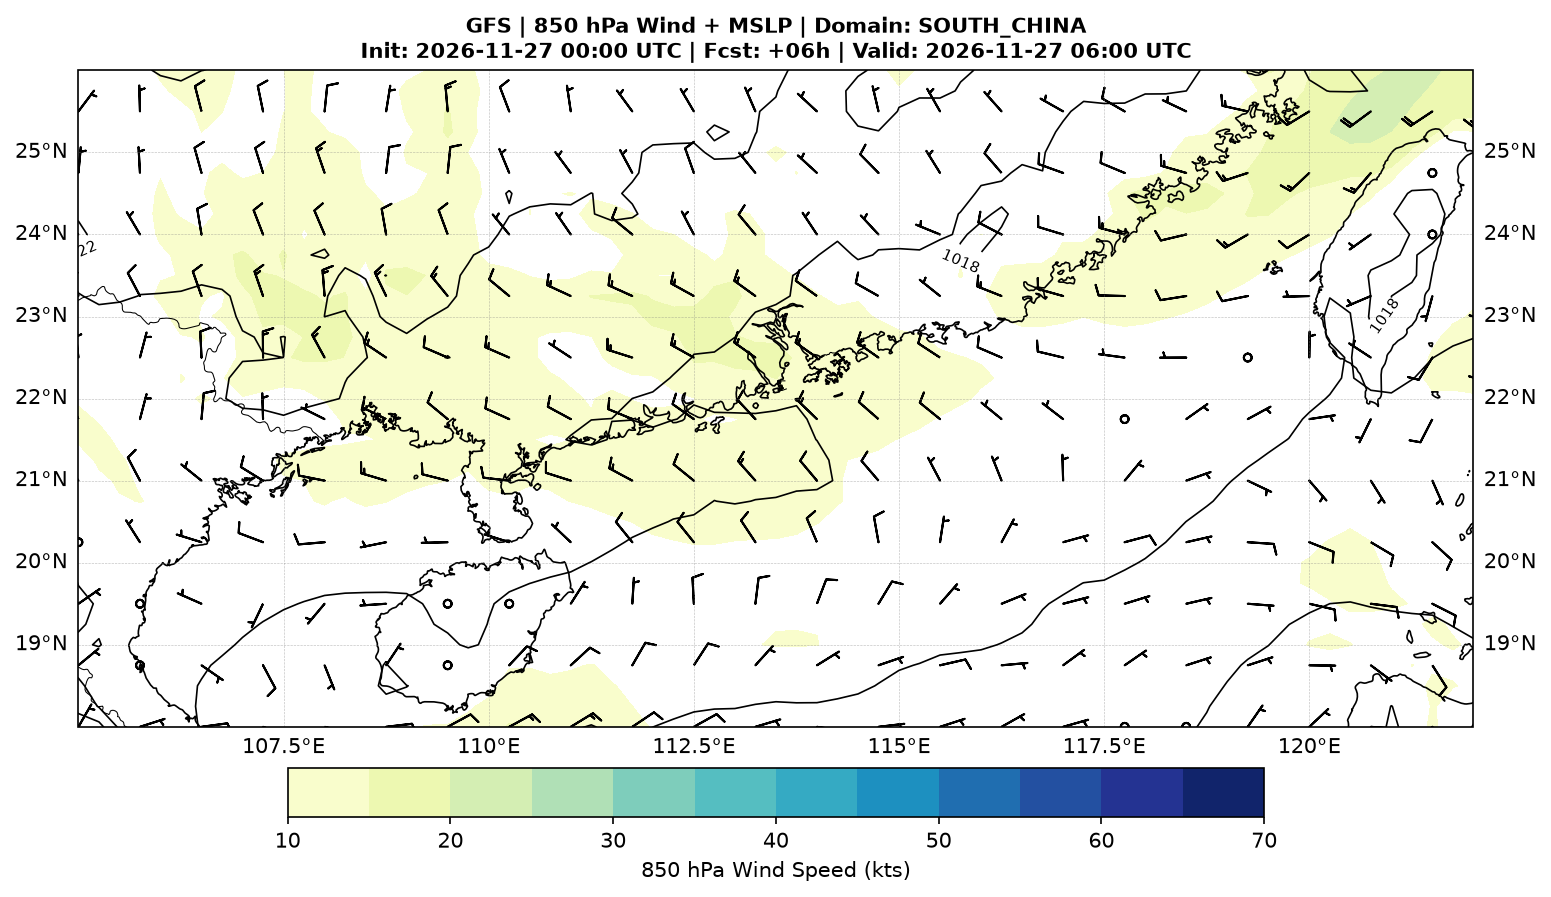 GFS | 850 hPa Wind + MSLP | Domain: SOUTH_CHINA
Init: 2026-11-27 00:00 UTC | Fcst: +06h | Valid: 2026-11-27 06:00 UTC
25°N 25°N
24°N 24°N
22
1018
23°N 23°N
1018
22°N 22°N
21°N 21°N
20°N 20°N
19°N 19°N
107.5°E 110°E 112.5°E 115°E 117.5°E 120°E
10 20 30 40 50 60 70
850 hPa Wind Speed (kts)